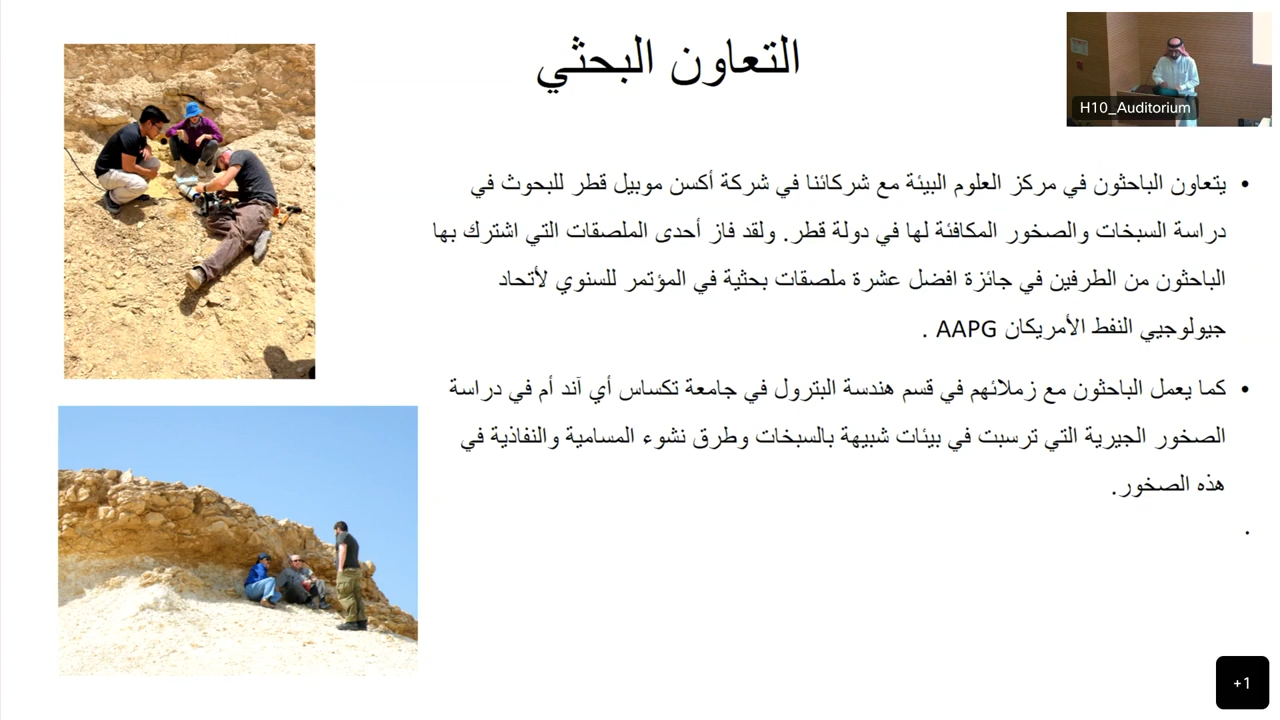 التعاون البحثي
H10_Auditorium
• يتعاون الباحثون في مركز العلوم البيئة مع شركائنا في شركة أكسن موبيل قطر للبحوث في
دراسة السبخات والصخور المكافئة لها في دولة قطر. ولقد فاز أحدى الملصقات التي اشترك بها
الباحثون من الطرفين في جائزة افضل عشرة ملصقات بحثية في المؤتمر للسنوي لأتحاد
جيولوجيي النفط الأمريكان AAPG .
• كما يعمل الباحثون مع زملائهم في قسم هندسة البترول في جامعة تكساس أي آند أم في دراسة
الصخور الجيرية التي ترسبت في بيئات شبيهة بالسبخات وطرق نشوء المسامية والنفاذية في
هذه الصخور.
.
+1